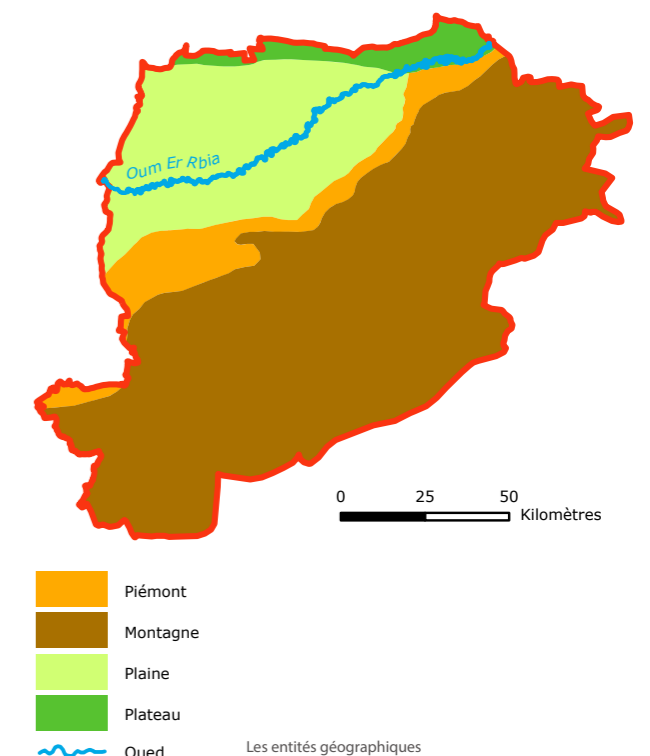 Oum Er Rbia
0 25 50
Kilomètres
Piémont
Montagne
Plaine
Plateau
Oued
Les entités géographiques